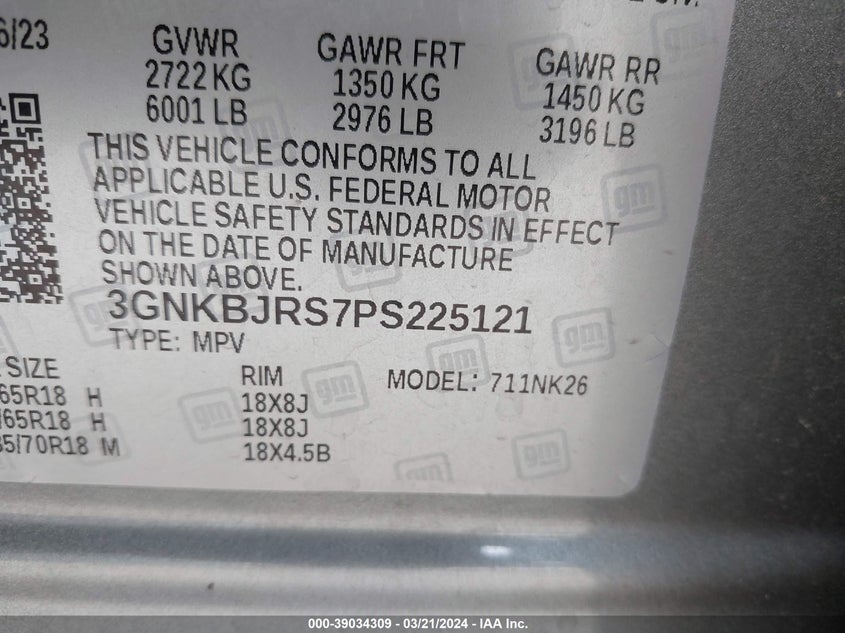 6/23
GVWR GAWR FRT GAWR RR
2722 KG 1350 KG 1450 KG
6001 LB 2976 LB 3196 LB
THIS VEHICLE CONFORMS TO ALL
APPLICABLE U.S. FEDERAL MOTOR
VEHICLE SAFETY STANDARDS IN EFFECT
ON THE DATE OF MANUFACTURE
SHOWN ABOVE.
3GNKBJRS7PS225121
TYPE: MPV
SIZE RIM MODEL: 711NK26
65R18 H 18X8J
/65R18 H 18X8J
85/70R18 M 18X4.5B
gm
000-39034309 - 03/21/2024 - IAA Inc.